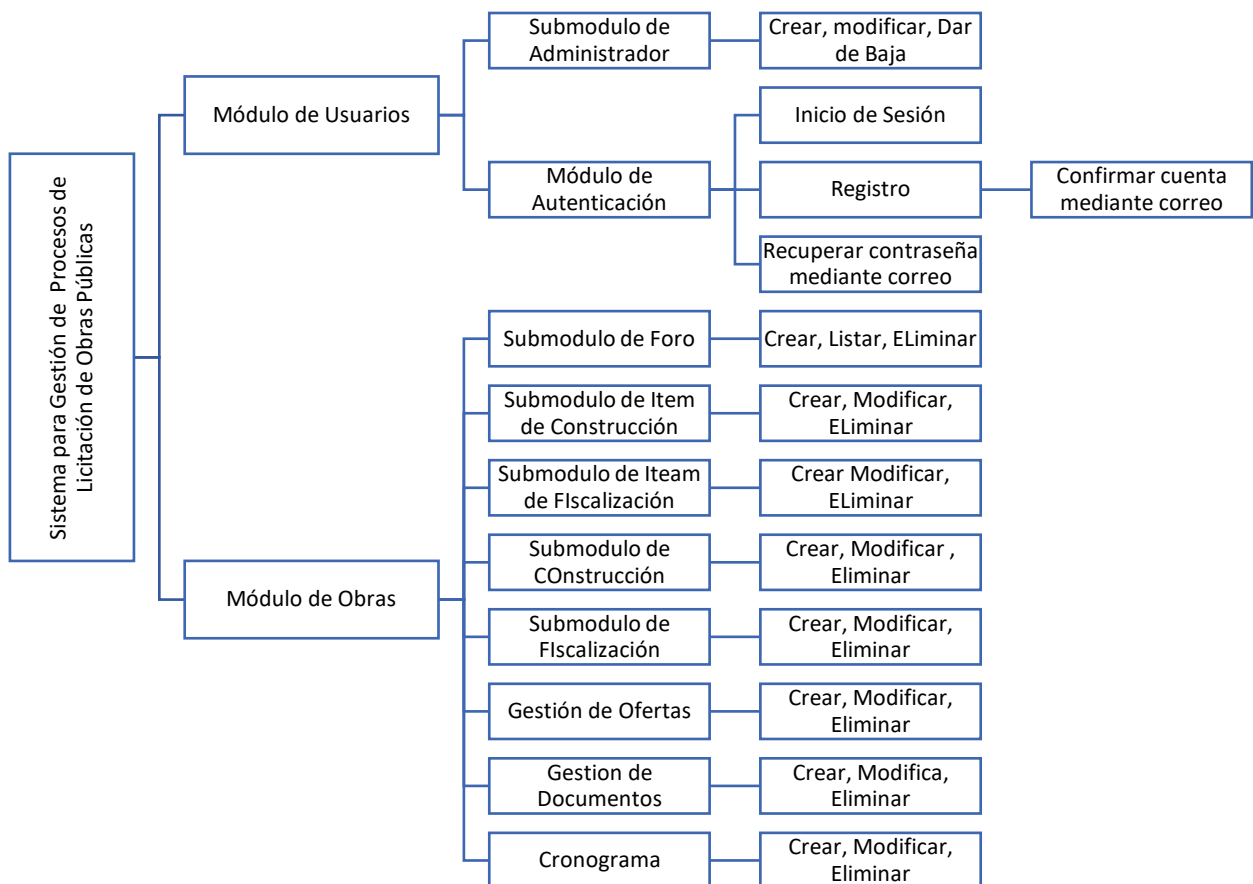 Sistema para Gestión de Procesos de
Licitación de Obras Públicas
Módulo de Usuarios
Submodulo de
Administrador
Crear, modificar, Dar
de Baja
Módulo de
Autenticación
Inicio de Sesión
Registro
Confirmar cuenta
mediante correo
Recuperar contraseña
mediante correo
Módulo de Obras
Submodulo de Foro
Crear, Listar, ELiminar
Submodulo de Item
de Construcción
Crear, Modificar,
ELiminar
Submodulo de Iteam
de FIscalización
Crear Modificar,
ELiminar
Submodulo de
COnstrucción
Crear, Modificar ,
Eliminar
Submodulo de
FIscalización
Crear, Modificar,
Eliminar
Gestión de Ofertas
Crear, Modificar,
Eliminar
Gestion de
Documentos
Crear, Modifica,
Eliminar
Cronograma
Crear, Modificar,
Eliminar